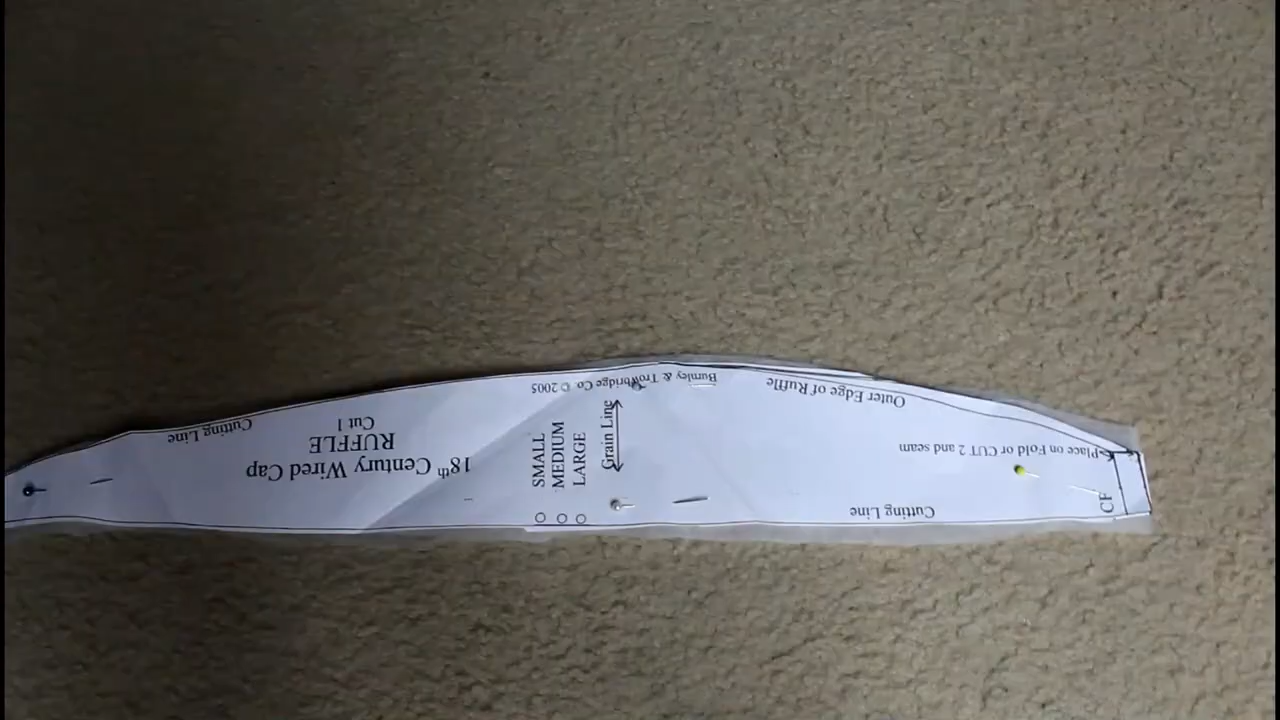 18th Century Wired Cap
RUFFLE
Cut 1
Cutting Line
SMALL
MEDIUM
LARGE
Grain Line
Burnley & Trowbridge Co © 2005
Outer Edge of Ruffle
Place on Fold or CUT 2 and seam
CF
Cutting Line